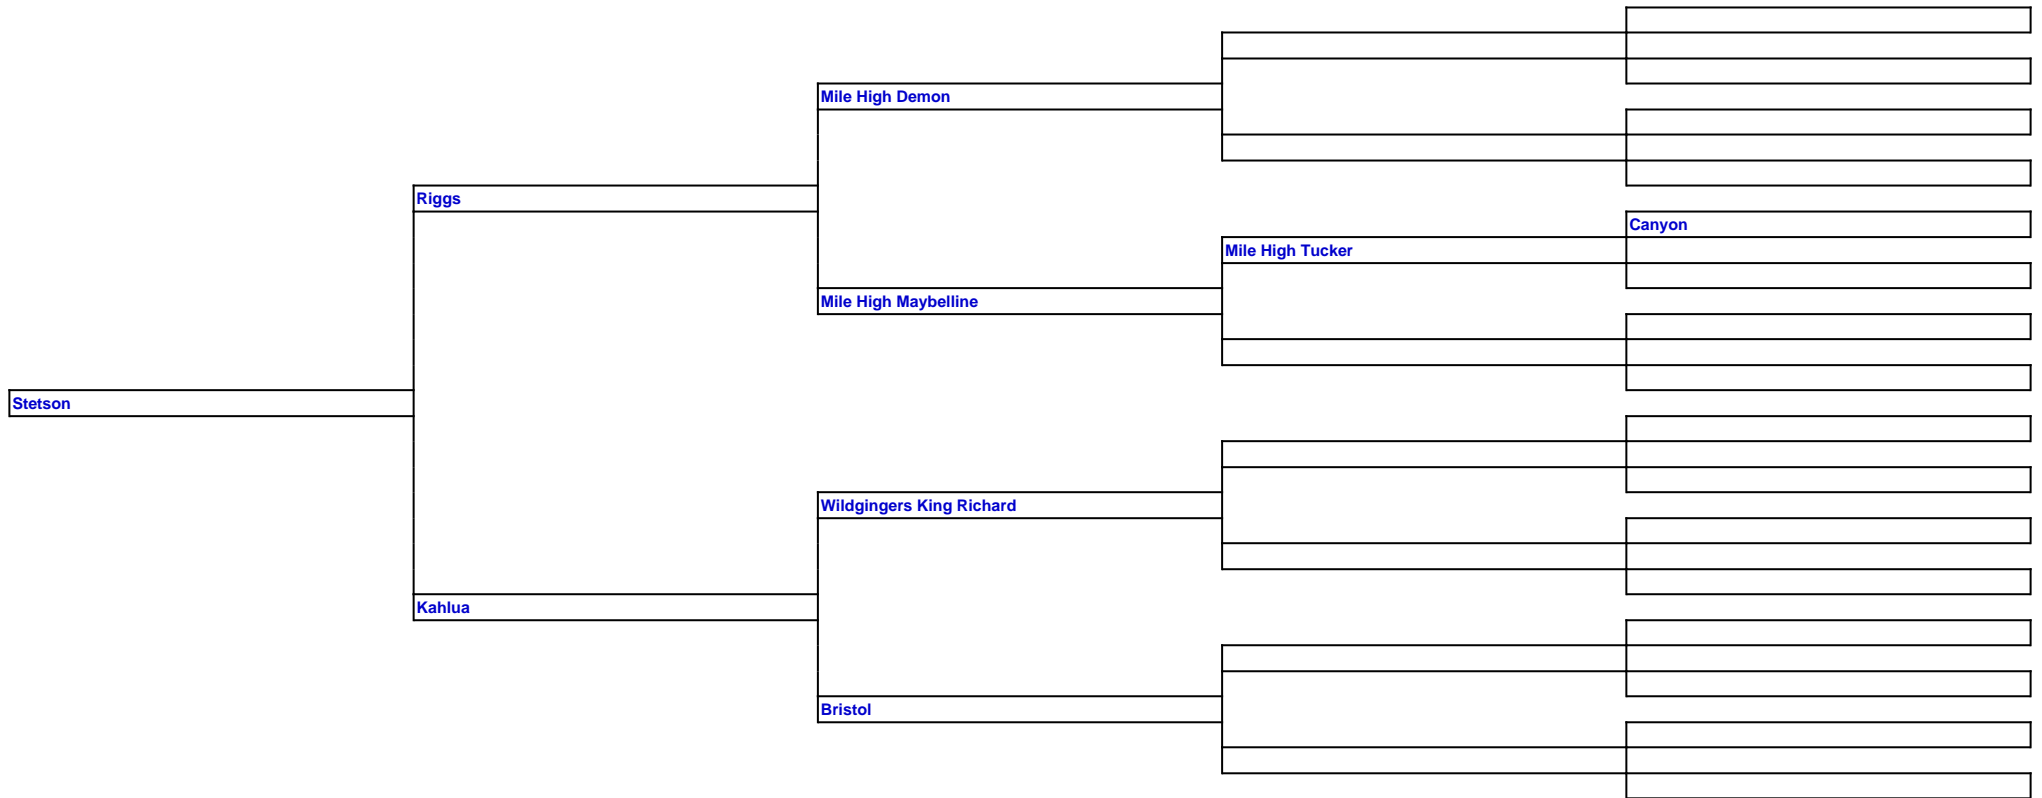 Mile High Demon
Riggs
Canyon
Mile High Tucker
Mile High Maybelline
Stetson
Wildgingers King Richard
Kahlua
Bristol